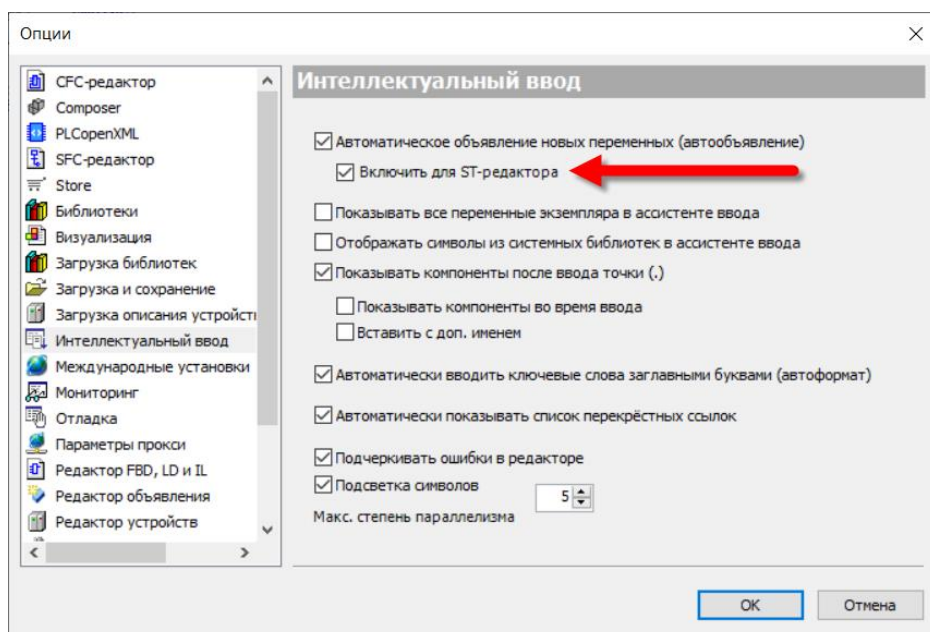 Опции
CFC-редактор
Composer
PLCopenXML
SFC-редактор
Store
Библиотеки
Визуализация
Загрузка библиотек
Загрузка и сохранение
Загрузка описания устройст
Интеллектуальный ввод
Международные установки
Мониторинг
Отладка
Параметры прокси
Редактор FBD, LD и IL
Редактор объявления
Редактор устройств
Интеллектуальный ввод
Автоматическое объявление новых переменных (автообъявление)
Включить для ST-редактора
Показывать все переменные экземпляра в ассистенте ввода
Отображать символы из системных библиотек в ассистенте ввода
Показывать компоненты после ввода точки (.)
Показывать компоненты во время ввода
Вставить с доп. именем
Автоматически вводить ключевые слова заглавными буквами (автоформат)
Автоматически показывать список перекрёстных ссылок
Подчеркивать ошибки в редакторе
Подсветка символов
5
Макс. степень параллелизма
OK
Отмена